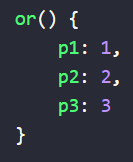 or() {
    p1: 1,
    p2: 2,
    p3: 3
}